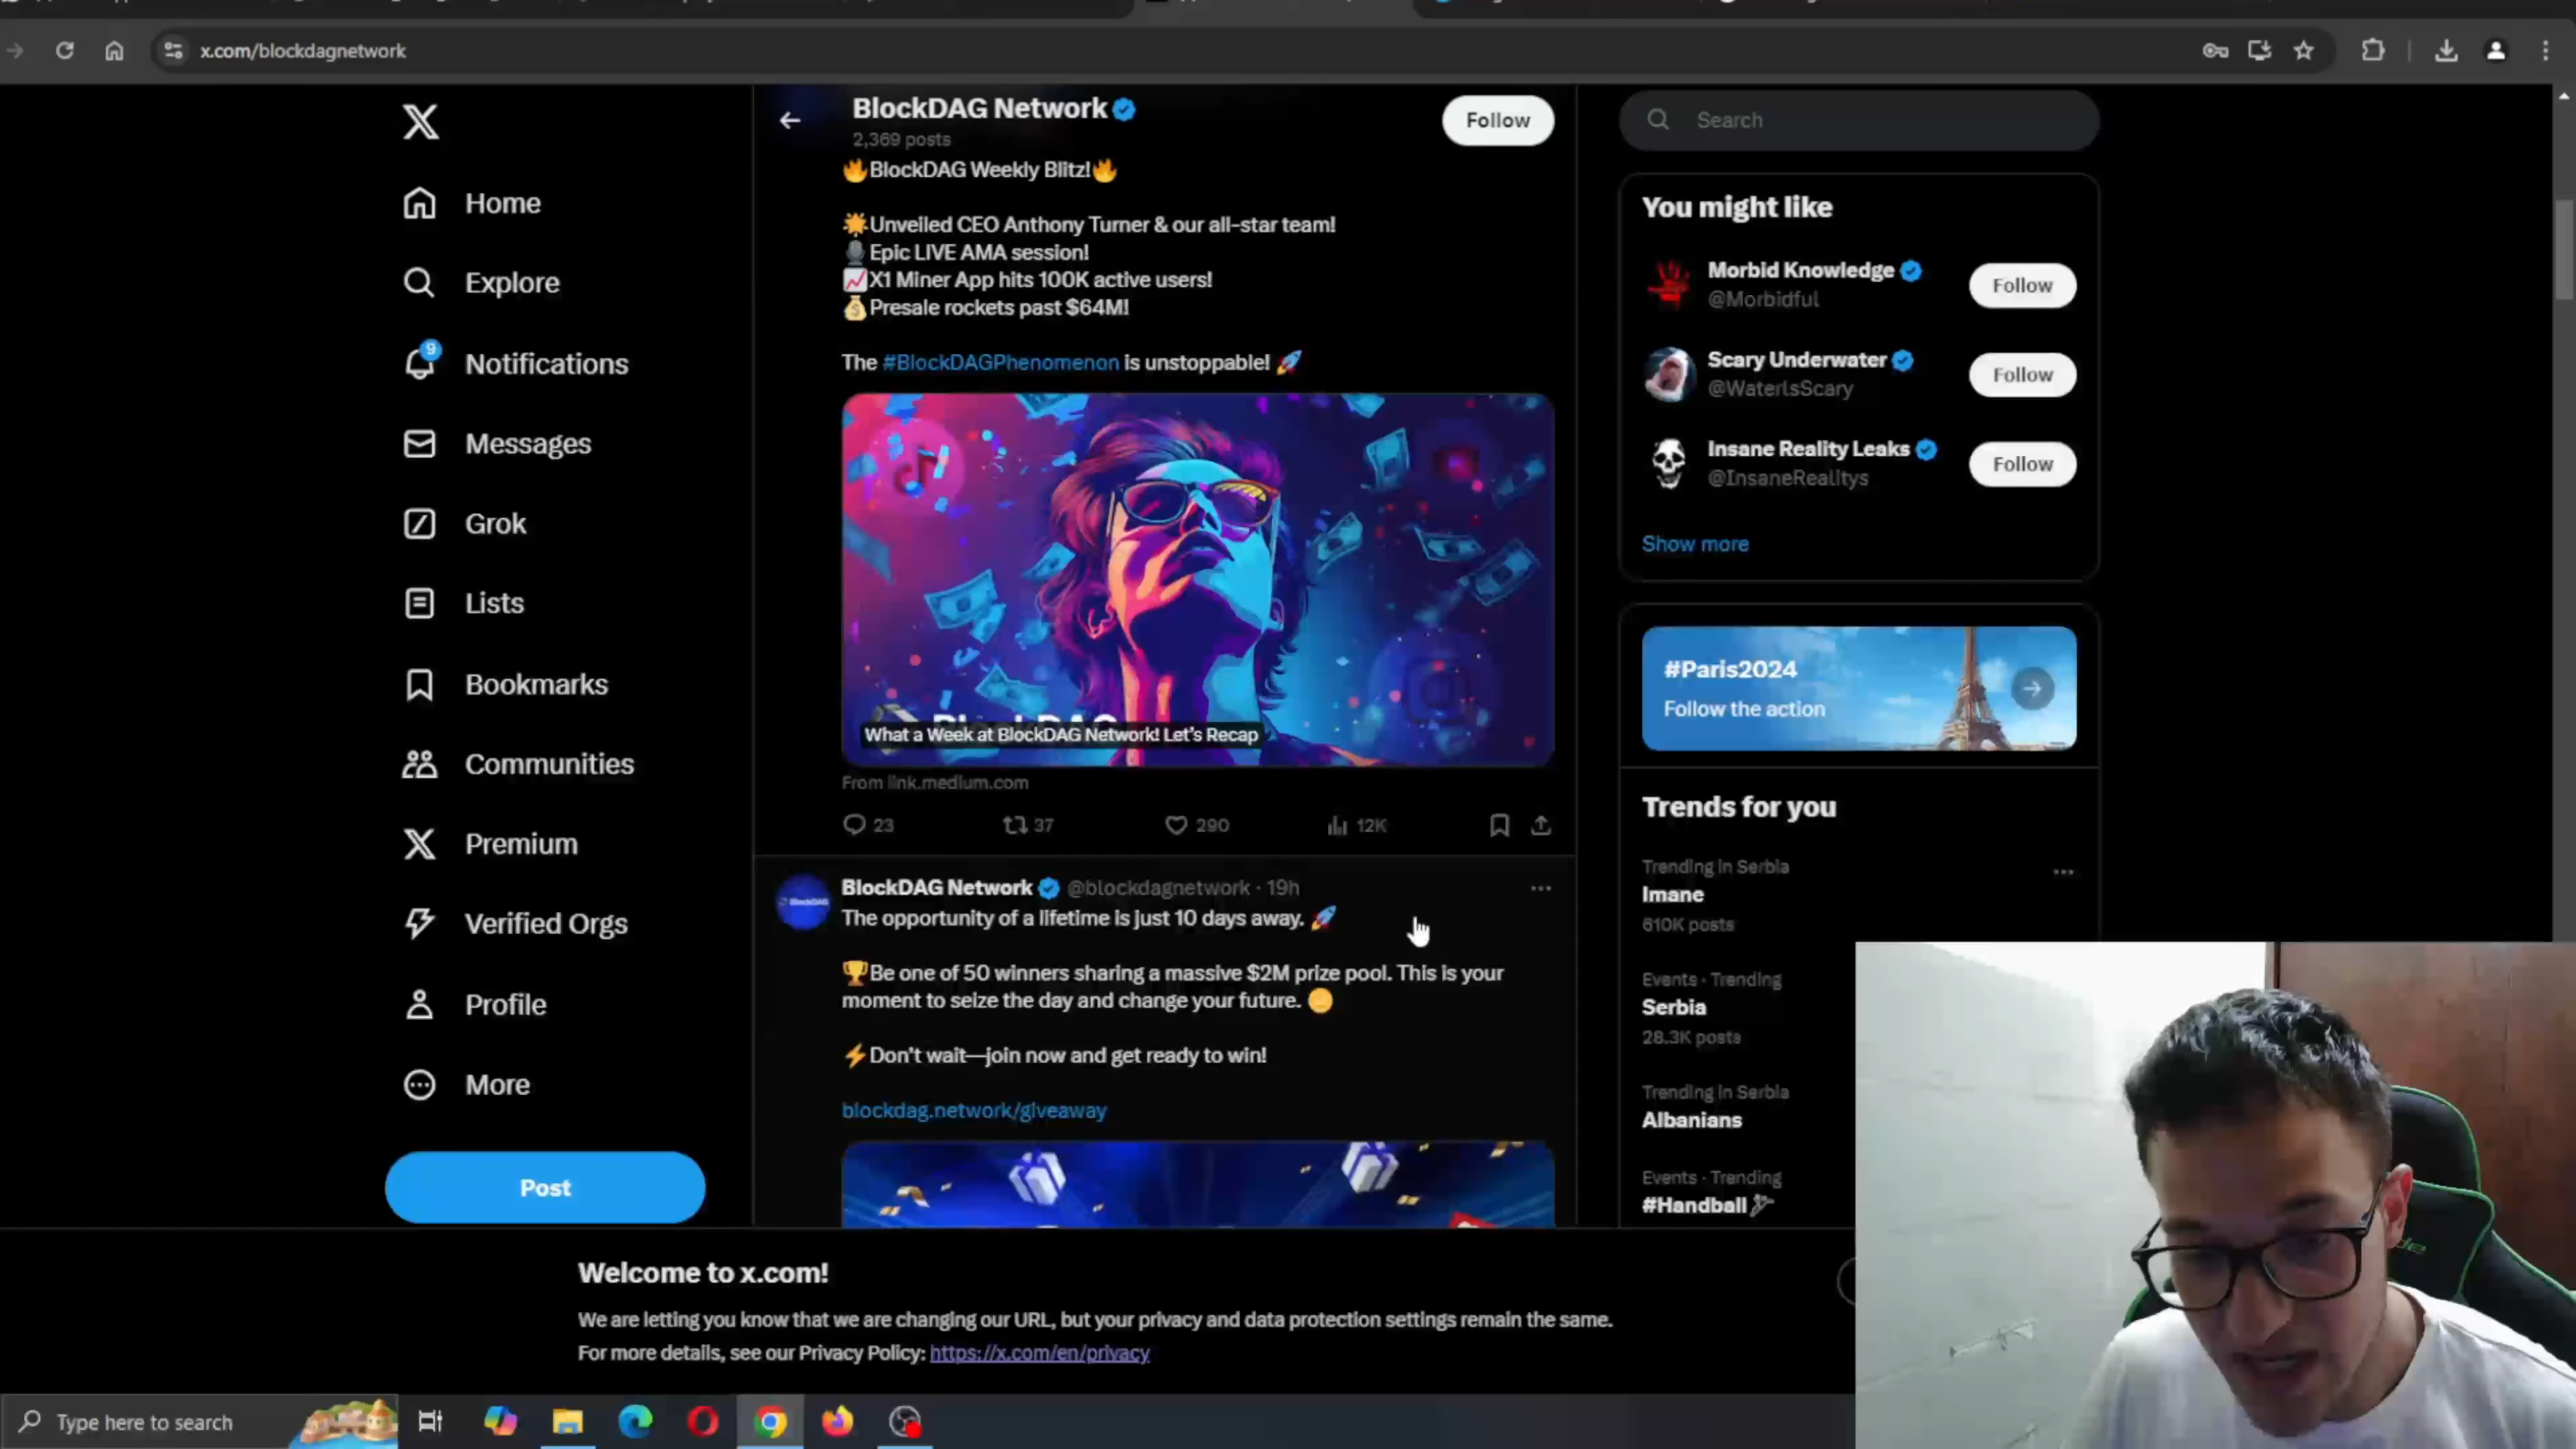 x.com/blockdagnetwork
X
Home
Explore
9
Notifications
Messages
Grok
Lists
Bookmarks
Communities
Premium
Verified Orgs
Profile
More
Post
BlockDAG Network
2,369 posts
Follow
🔥BlockDAG Weekly Blitz!🔥
🌟Unveiled CEO Anthony Turner & our all-star team!
🎙️Epic LIVE AMA session!
📈X1 Miner App hits 100K active users!
💰Presale rockets past $64M!
The #BlockDAGPhenomenon is unstoppable! 🚀
What a Week at BlockDAG Network! Let's Recap
From link.medium.com
23
37
290
12K
BlockDAG Network @blockdagnetwork · 19h
The opportunity of a lifetime is just 10 days away. 🚀
🏆Be one of 50 winners sharing a massive $2M prize pool. This is your
moment to seize the day and change your future. 🪙
⚡Don't wait—join now and get ready to win!
blockdag.network/giveaway
Search
You might like
Morbid Knowledge
@Morbidful
Follow
Scary Underwater
@WaterIsScary
Follow
Insane Reality Leaks
@InsaneRealitys
Follow
Show more
#Paris2024
Follow the action
Trends for you
Trending in Serbia
Imane
610K posts
Events · Trending
Serbia
28.3K posts
Trending in Serbia
Albanians
Events · Trending
#Handball
Welcome to x.com!
We are letting you know that we are changing our URL, but your privacy and data protection settings remain the same.
For more details, see our Privacy Policy: https://x.com/en/privacy
Type here to search